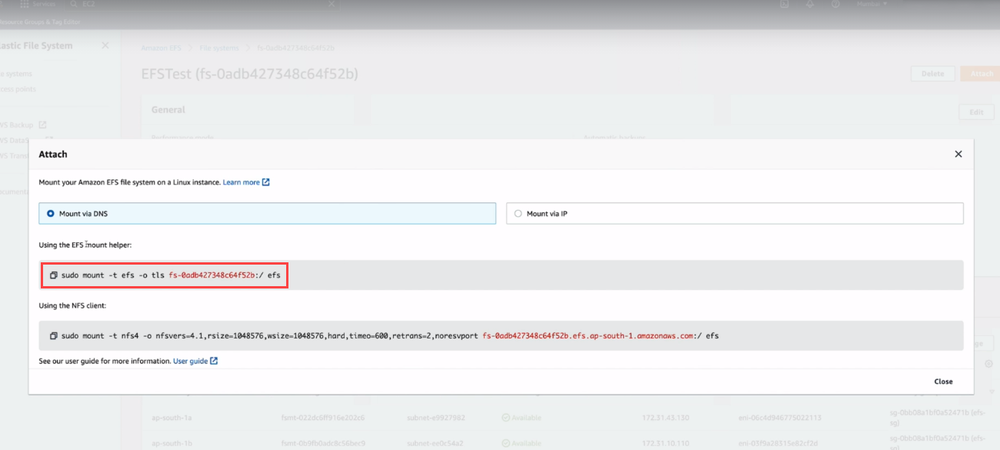 Services
EC2
Mumbai
Resource Groups & Tag Editor
astic File System
Amazon EFS
File systems
fs-0adb427348c64f52b
e systems
EFSTest (fs-0adb427348c64f52b)
Delete
Attach
cess points
General
Edit
WS Backup
Performance mode
Automatic backups
WS DataS
WS Trans
Attach
Mount your Amazon EFS file system on a Linux instance. Learn more
Mount via DNS
Mount via IP
Using the EFS mount helper:
sudo mount -t efs -o tls fs-0adb427348c64f52b:/ efs
Using the NFS client:
sudo mount -t nfs4 -o nfsvers=4.1,rsize=1048576,wsize=1048576,hard,timeo=600,retrans=2,noresvport fs-0adb427348c64f52b.efs.ap-south-1.amazonaws.com:/ efs
See our user guide for more information. User guide
Close
ap-south-1a
fsmt-022dc6ff916e202c6
subnet-e9927982
Available
172.31.43.130
eni-06c4d946775022113
sg-0bb08a1bf0a52471b (efs-
sg)
ap-south-1b
fsmt-0b9fb0adc8c56bec9
subnet-ee0c54a2
Available
172.31.10.110
eni-03f9a28315e82cf2d
sg-0bb08a1bf0a52471b (efs-